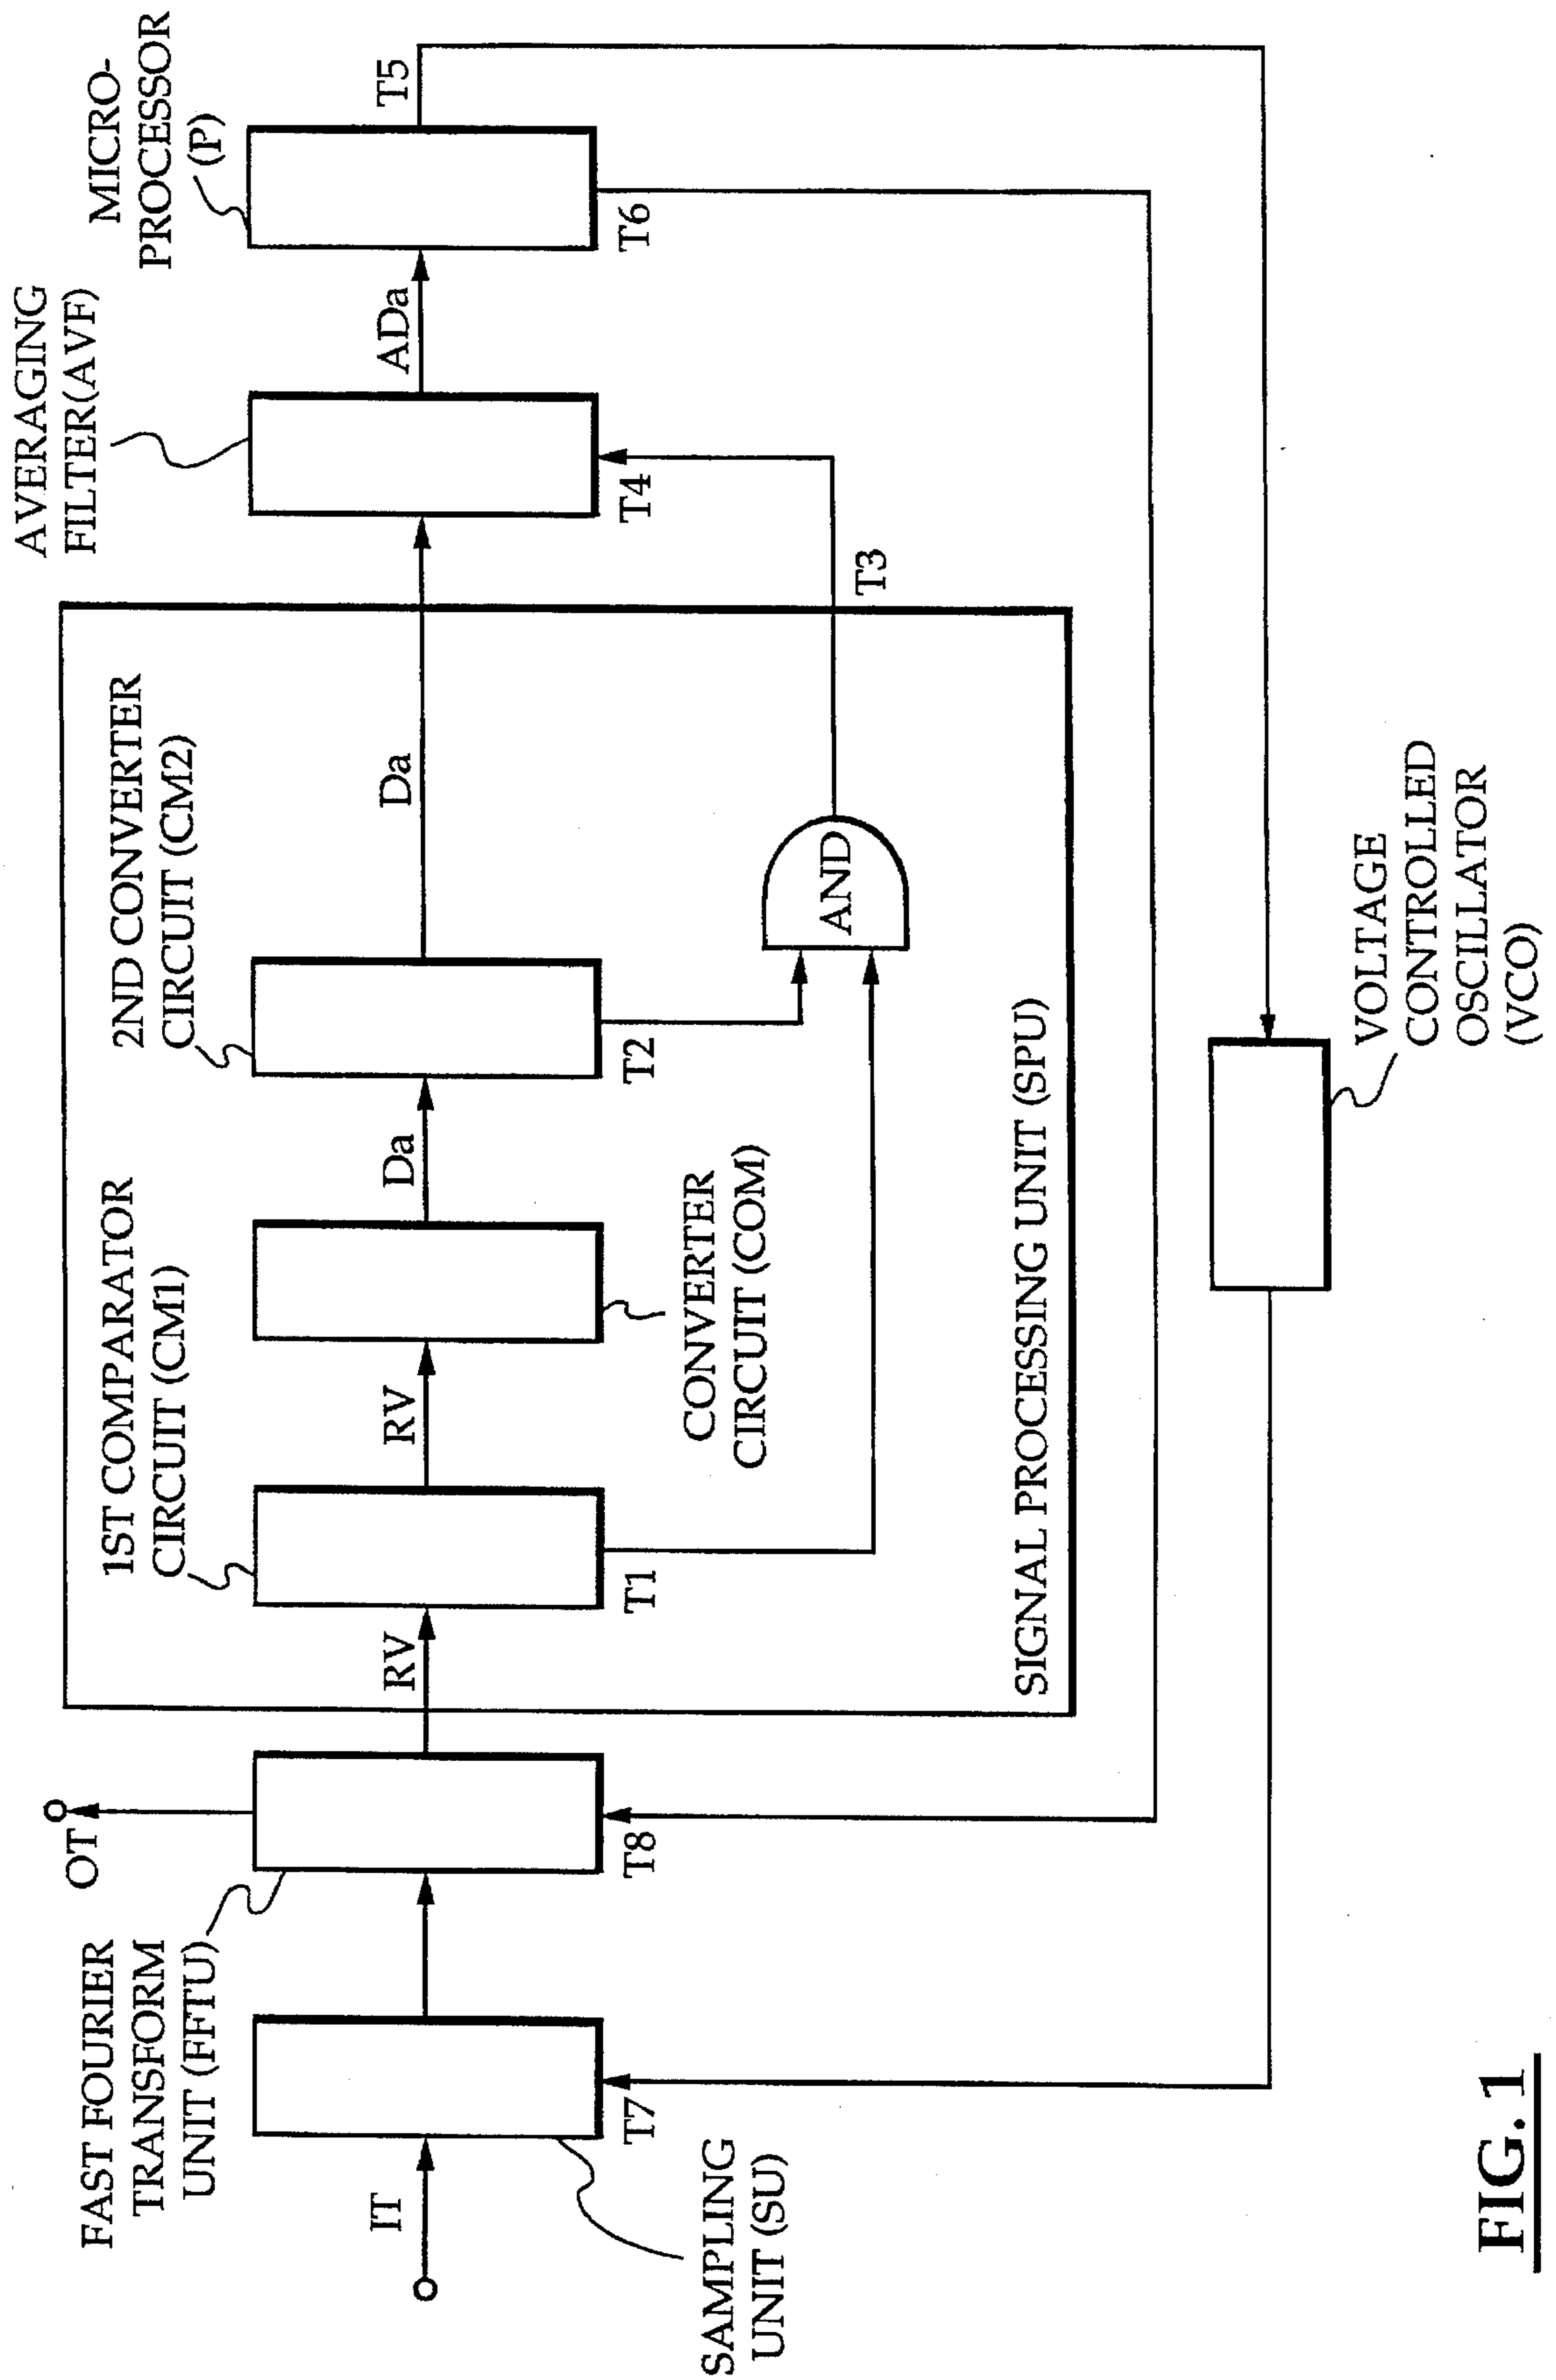 FAST FOURIER
TRANSFORM
UNIT (FFTU)
OT
1ST COMPARATOR
CIRCUIT (CM1)
2ND CONVERTER
CIRCUIT (CM2)
AVERAGING
FILTER(AVF)
MICRO-
PROCESSOR
(P)
IT
RV
RV
Da
Da
ADa
T5
T7
T8
T1
T2
T4
T6
SAMPLING
UNIT (SU)
CONVERTER
CIRCUIT (COM)
AND
T3
SIGNAL PROCESSING UNIT (SPU)
VOLTAGE
CONTROLLED
OSCILLATOR
(VCO)
FIG. 1